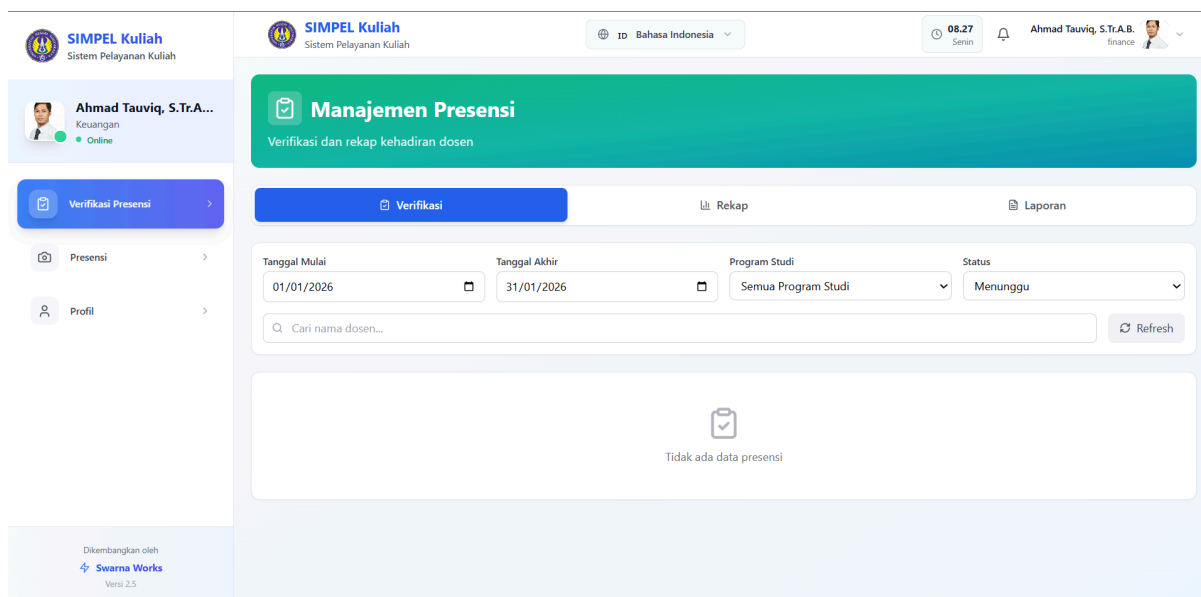 SIMPEL Kuliah
Sistem Pelayanan Kuliah
Ahmad Tauviq, S.Tr.A...
Keuangan
Online
Verifikasi Presensi
Presensi
Profil
Dikembangkan oleh
Swarna Works
Versi 2.5
SIMPEL Kuliah
Sistem Pelayanan Kuliah
ID Bahasa Indonesia
08.27
Senin
Ahmad Tauviq, S.Tr.A.B.
finance
Manajemen Presensi
Verifikasi dan rekap kehadiran dosen
Verifikasi
Rekap
Laporan
Tanggal Mulai
01/01/2026
Tanggal Akhir
31/01/2026
Program Studi
Semua Program Studi
Status
Menunggu
Cari nama dosen...
Refresh
Tidak ada data presensi